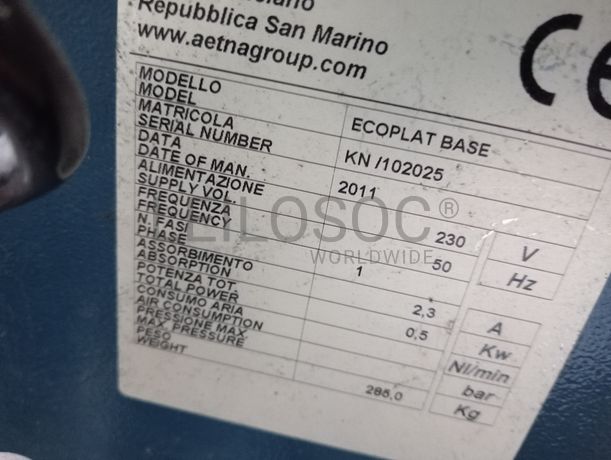 Repubblica San Marino
www.aetnagroup.com
CE
MODELLO
MODEL
ECOPLAT BASE
MATRICOLA
SERIAL NUMBER
KN /102025
DATA
DATE OF MAN.
2011
ALIMENTAZIONE
SUPPLY VOL.
230 V
FREQUENZA
FREQUENCY
50 Hz
N. FASI
PHASE
1
ASSORBIMENTO
ABSORPTION
2,3 A
POTENZA TOT.
TOTAL POWER
0,5 Kw
CONSUMO ARIA
AIR CONSUMPTION
Nl/min
PRESSIONE MAX
MAX. PRESSURE
bar
PESO
WEIGHT
285,0 Kg
LILOSOC®
WORLDWIDE